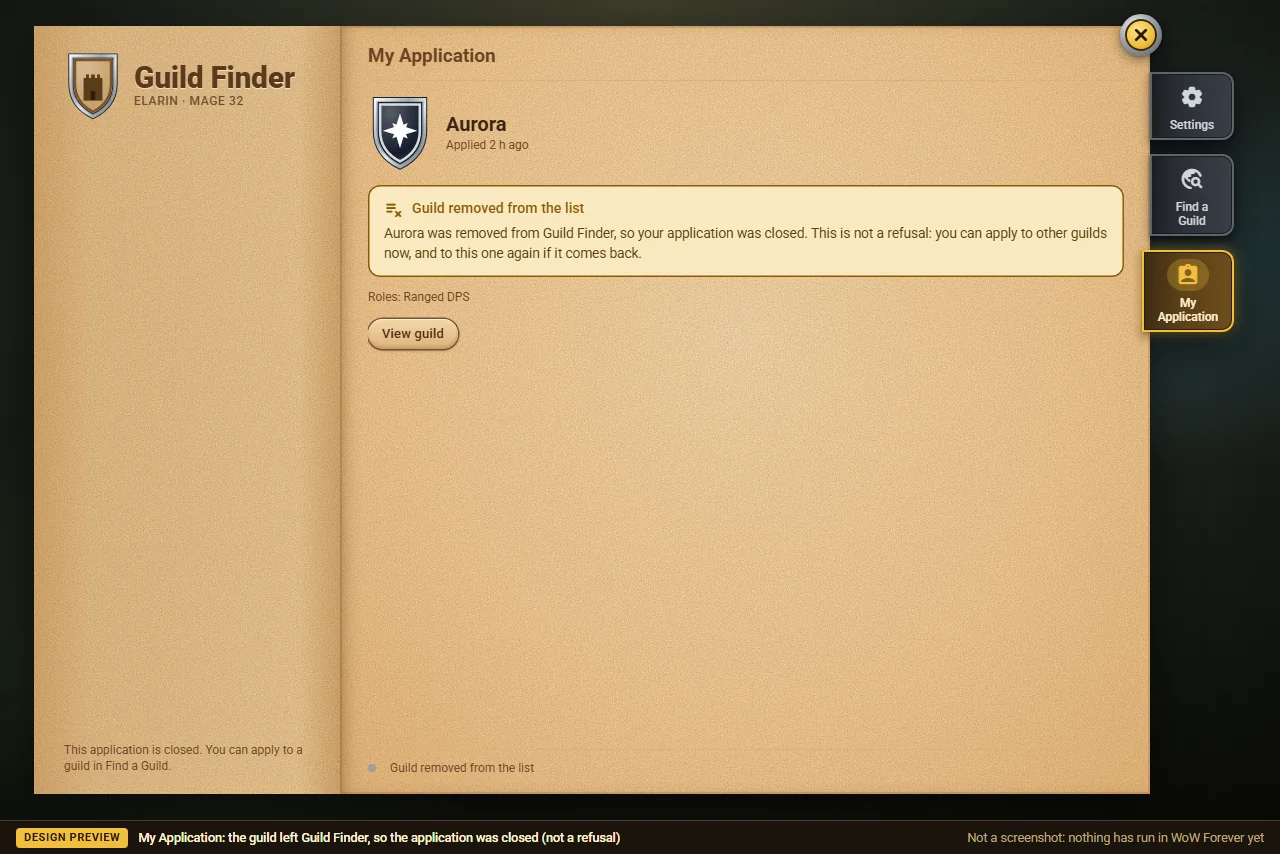 Guild Finder
ELARIN · MAGE 32
My Application
Aurora
Applied 2 h ago
Guild removed from the list
Aurora was removed from Guild Finder, so your application was closed. This is not a refusal: you can apply to other guilds
now, and to this one again if it comes back.
Roles: Ranged DPS
View guild
Settings
Find a
Guild
My
Application
This application is closed. You can apply to a
guild in Find a Guild.
Guild removed from the list
DESIGN PREVIEW
My Application: the guild left Guild Finder, so the application was closed (not a refusal)
Not a screenshot: nothing has run in WoW Forever yet